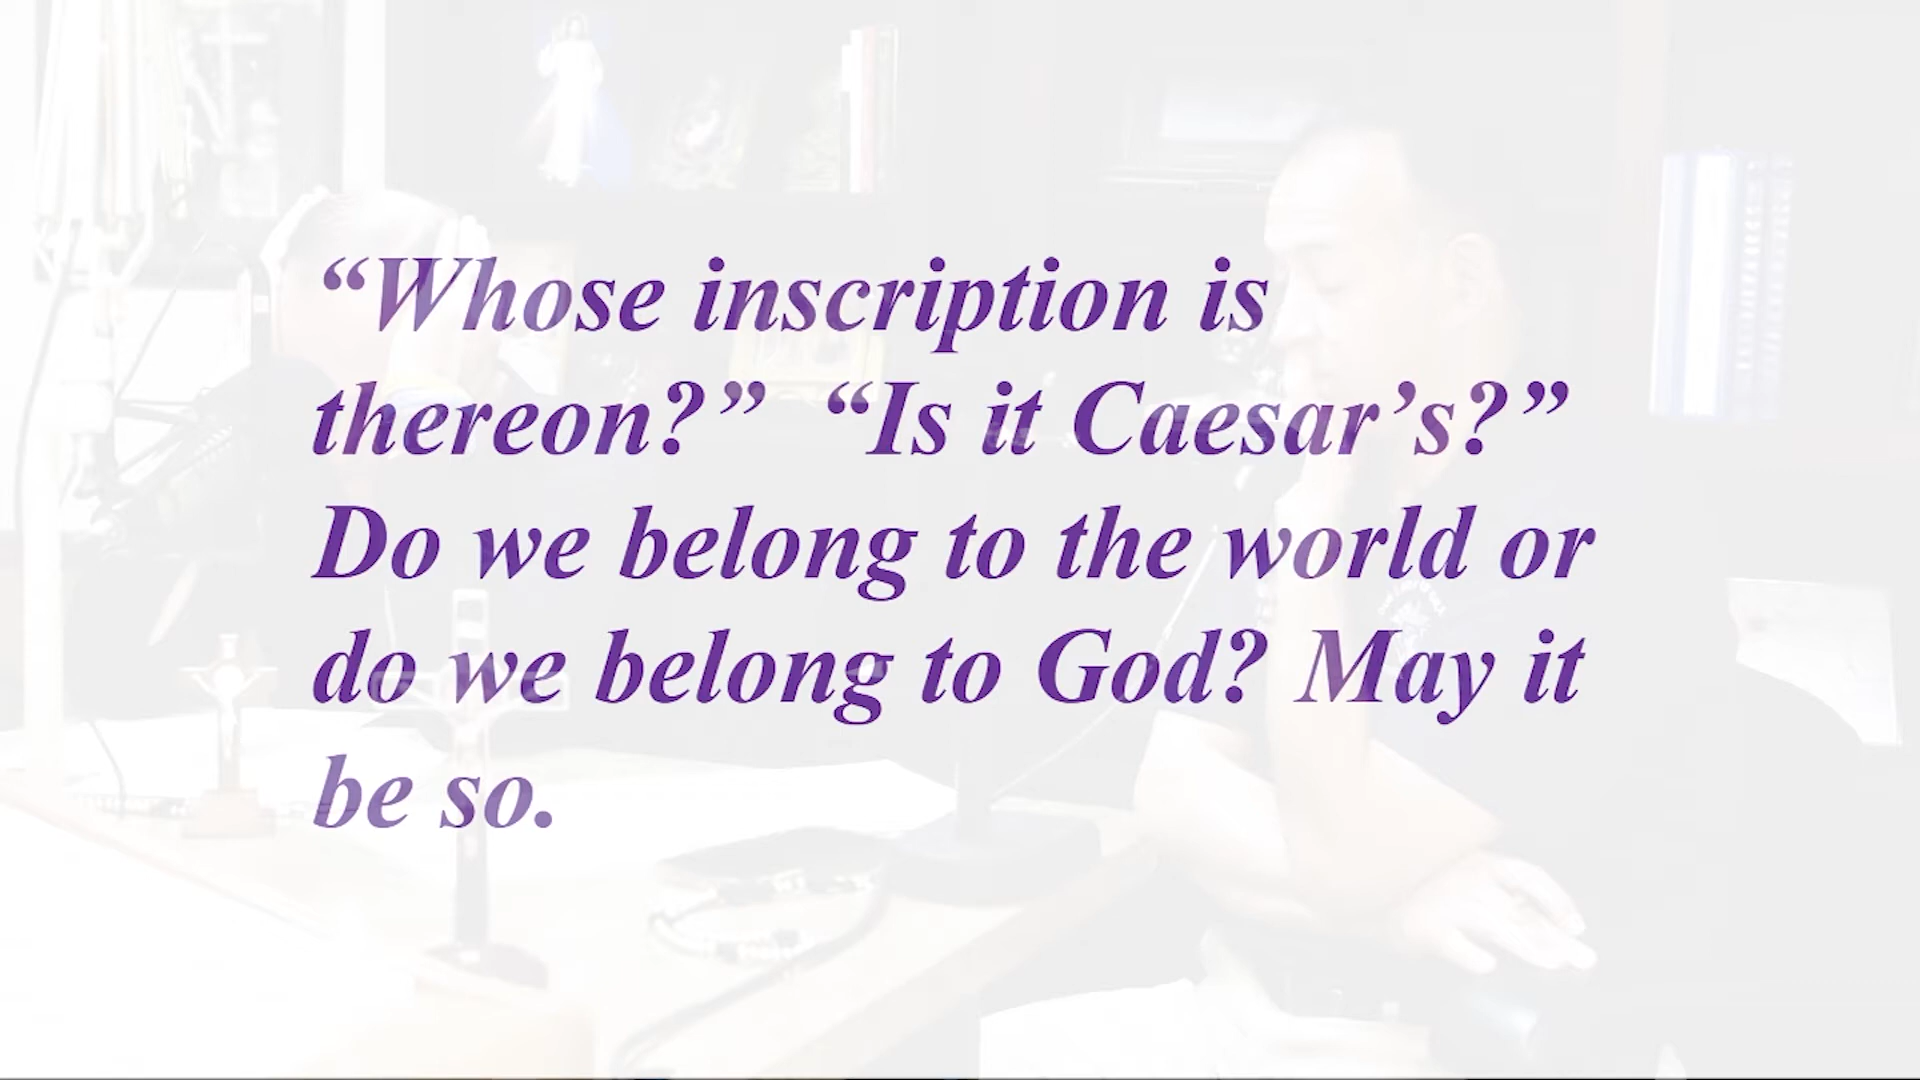 “Whose inscription is
thereon?”  “Is it Caesar’s?”
Do we belong to the world or
do we belong to God? May it
be so.